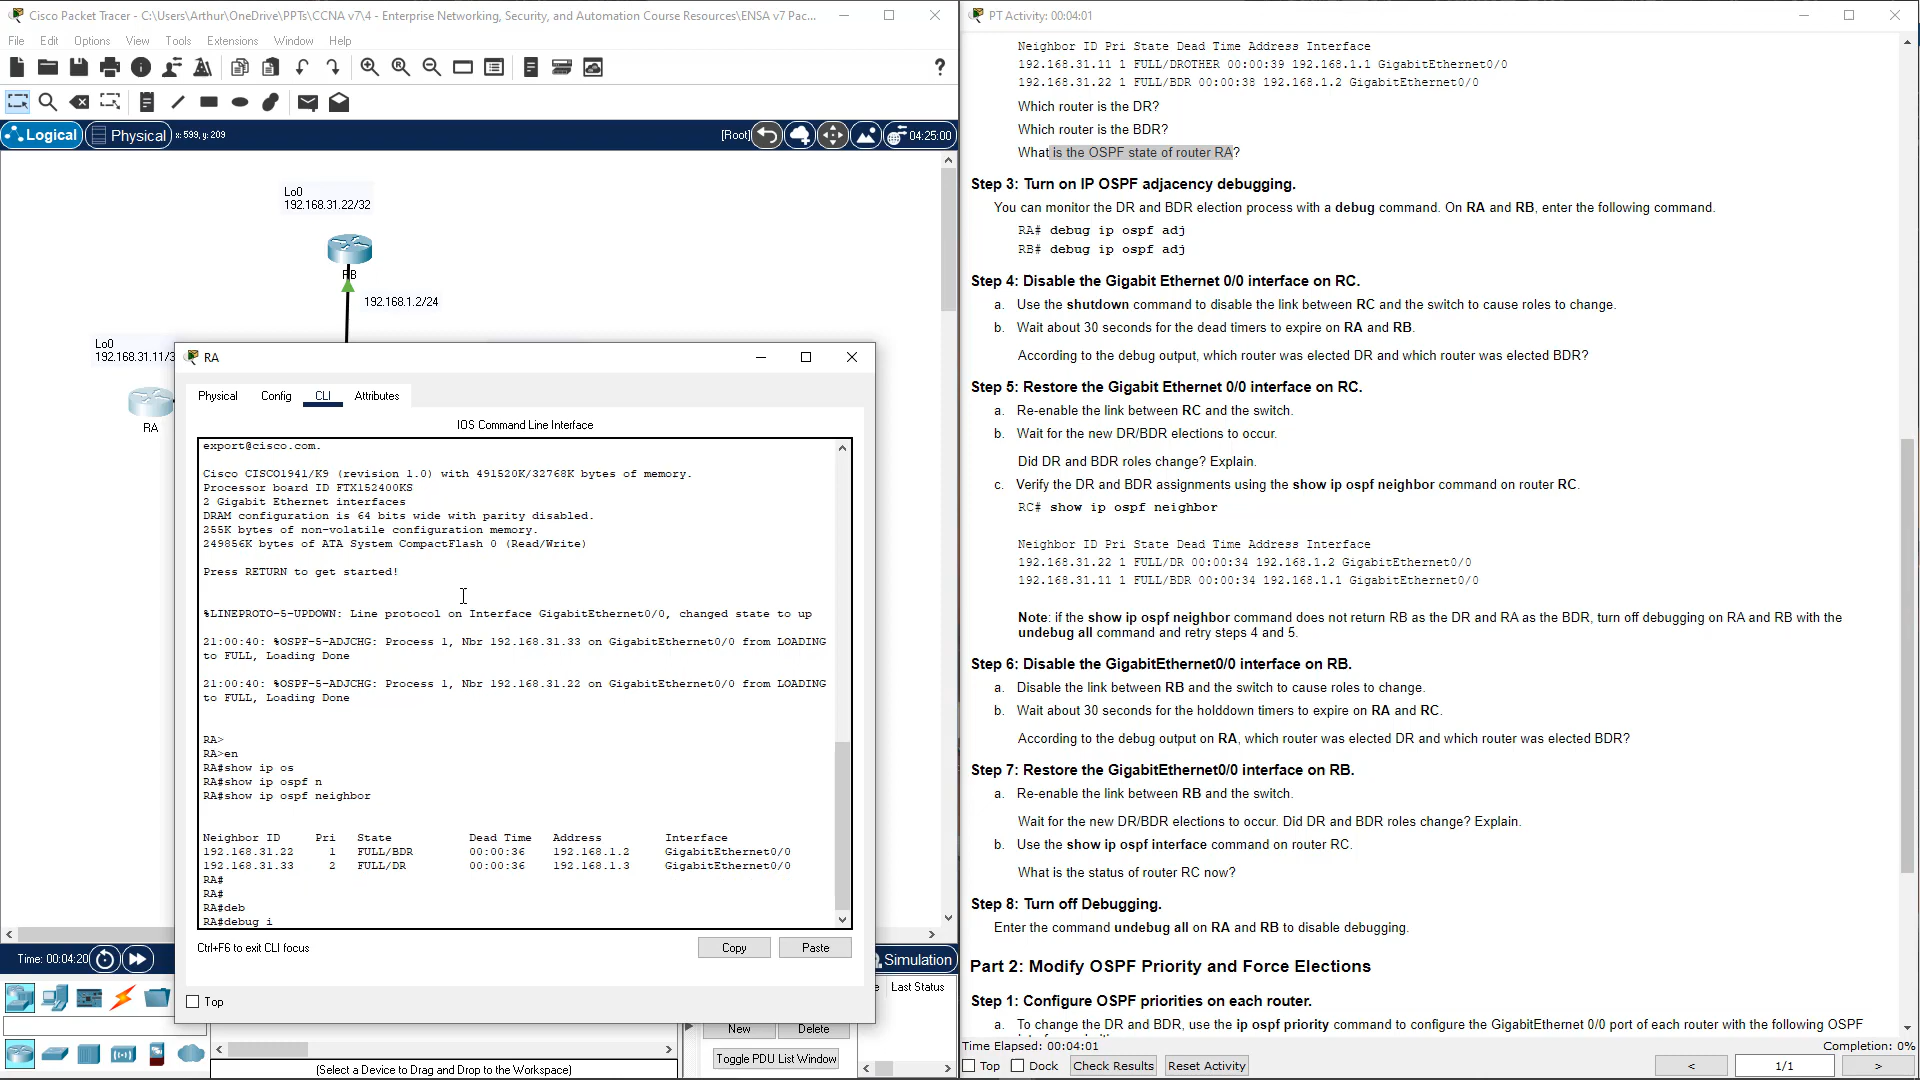 Cisco Packet Tracer - C:\Users\Arthur\OneDrive\PPTs\CCNA v7\4 - Enterprise Networking, Security, and Automation Course Resources\ENSA v7 Pac...
File Edit Options View Tools Extensions Window Help
Logical Physical x: 599, y: 209 [Root] 04:25:00
Lo0
192.168.31.22/32
RB
192.168.1.2/24
Lo0
192.168.31.11/3
RA
RA
Physical Config CLI Attributes
IOS Command Line Interface
export@cisco.com.
Cisco CISCO1941/K9 (revision 1.0) with 491520K/32768K bytes of memory.
Processor board ID FTX152400KS
2 Gigabit Ethernet interfaces
DRAM configuration is 64 bits wide with parity disabled.
255K bytes of non-volatile configuration memory.
249856K bytes of ATA System CompactFlash 0 (Read/Write)
Press RETURN to get started!
%LINEPROTO-5-UPDOWN: Line protocol on Interface GigabitEthernet0/0, changed state to up
21:00:40: %OSPF-5-ADJCHG: Process 1, Nbr 192.168.31.33 on GigabitEthernet0/0 from LOADING
to FULL, Loading Done
21:00:40: %OSPF-5-ADJCHG: Process 1, Nbr 192.168.31.22 on GigabitEthernet0/0 from LOADING
to FULL, Loading Done
RA>
RA>en
RA#show ip os
RA#show ip ospf n
RA#show ip ospf neighbor
Neighbor ID Pri State Dead Time Address Interface
192.168.31.22 1 FULL/BDR 00:00:36 192.168.1.2 GigabitEthernet0/0
192.168.31.33 2 FULL/DR 00:00:36 192.168.1.3 GigabitEthernet0/0
RA#
RA#
RA#deb
RA#debug i
Ctrl+F6 to exit CLI focus Copy Paste
Top
Time: 00:04:20 Simulation
e Last Status
New Delete
Toggle PDU List Window
(Select a Device to Drag and Drop to the Workspace)
PT Activity: 00:04:01
Neighbor ID Pri State Dead Time Address Interface
192.168.31.11 1 FULL/DROTHER 00:00:39 192.168.1.1 GigabitEthernet0/0
192.168.31.22 1 FULL/BDR 00:00:38 192.168.1.2 GigabitEthernet0/0
Which router is the DR?
Which router is the BDR?
What is the OSPF state of router RA?
Step 3: Turn on IP OSPF adjacency debugging.
You can monitor the DR and BDR election process with a debug command. On RA and RB, enter the following command.
RA# debug ip ospf adj
RB# debug ip ospf adj
Step 4: Disable the Gigabit Ethernet 0/0 interface on RC.
a. Use the shutdown command to disable the link between RC and the switch to cause roles to change.
b. Wait about 30 seconds for the dead timers to expire on RA and RB.
According to the debug output, which router was elected DR and which router was elected BDR?
Step 5: Restore the Gigabit Ethernet 0/0 interface on RC.
a. Re-enable the link between RC and the switch.
b. Wait for the new DR/BDR elections to occur.
Did DR and BDR roles change? Explain.
c. Verify the DR and BDR assignments using the show ip ospf neighbor command on router RC.
RC# show ip ospf neighbor
Neighbor ID Pri State Dead Time Address Interface
192.168.31.22 1 FULL/DR 00:00:34 192.168.1.2 GigabitEthernet0/0
192.168.31.11 1 FULL/BDR 00:00:34 192.168.1.1 GigabitEthernet0/0
Note: if the show ip ospf neighbor command does not return RB as the DR and RA as the BDR, turn off debugging on RA and RB with the
undebug all command and retry steps 4 and 5.
Step 6: Disable the GigabitEthernet0/0 interface on RB.
a. Disable the link between RB and the switch to cause roles to change.
b. Wait about 30 seconds for the holddown timers to expire on RA and RC.
According to the debug output on RA, which router was elected DR and which router was elected BDR?
Step 7: Restore the GigabitEthernet0/0 interface on RB.
a. Re-enable the link between RB and the switch.
Wait for the new DR/BDR elections to occur. Did DR and BDR roles change? Explain.
b. Use the show ip ospf interface command on router RC.
What is the status of router RC now?
Step 8: Turn off Debugging.
Enter the command undebug all on RA and RB to disable debugging.
Part 2: Modify OSPF Priority and Force Elections
Step 1: Configure OSPF priorities on each router.
a. To change the DR and BDR, use the ip ospf priority command to configure the GigabitEthernet 0/0 port of each router with the following OSPF
Time Elapsed: 00:04:01 Completion: 0%
Top Dock Check Results Reset Activity < 1/1 >